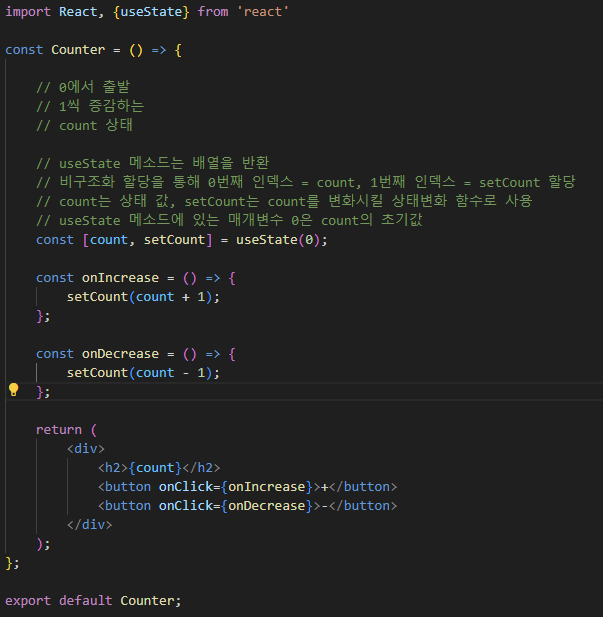 import React, {useState} from 'react'
const Counter = () => {
// 0에서 출발
// 1씩 증감하는
// count 상태
// useState 메소드는 배열을 반환
// 비구조화 할당을 통해 0번째 인덱스 = count, 1번째 인덱스 = setCount 할당
// count는 상태 값, setCount는 count를 변화시킬 상태변화 함수로 사용
// useState 메소드에 있는 매개변수 0은 count의 초기값
const [count, setCount] = useState(0);
const onIncrease = () => {
setCount(count + 1);
};
const onDecrease = () => {
setCount(count - 1);
};
return (
<div>
<h2>{count}</h2>
<button onClick={onIncrease}>+</button>
<button onClick={onDecrease}>-</button>
</div>
);
};
export default Counter;